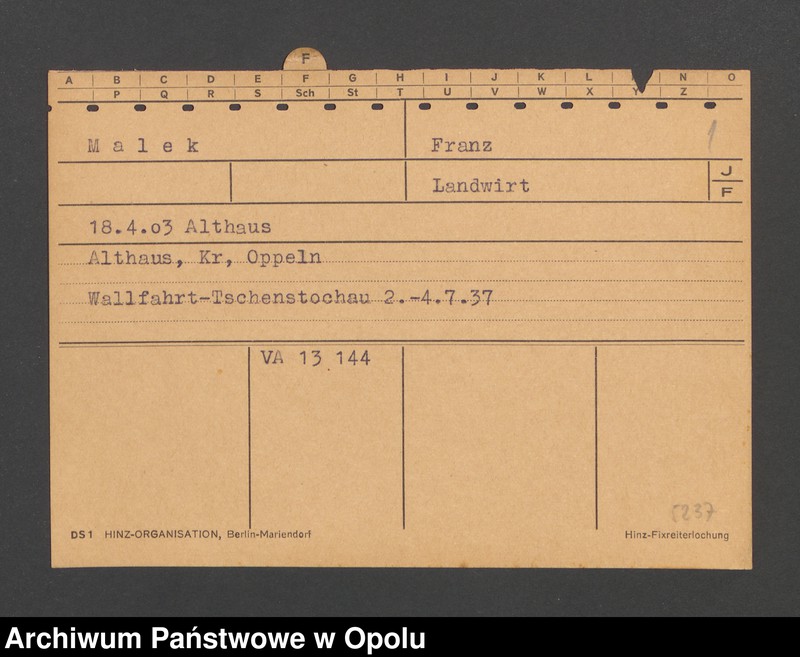 F
A B C D E F G H I J K L N O
P Q R S Sch St T U V W X Y Z
M a l e k Franz 1
Landwirt J
F
18.4.o3 Althaus
Althaus, Kr, Oppeln
Wallfahrt-Tschenstochau 2.-4.7.37
VA 13 144
5237
DS1 HINZ-ORGANISATION, Berlin-Mariendorf Hinz-Fixreiterlochung
Archiwum Państwowe w Opolu